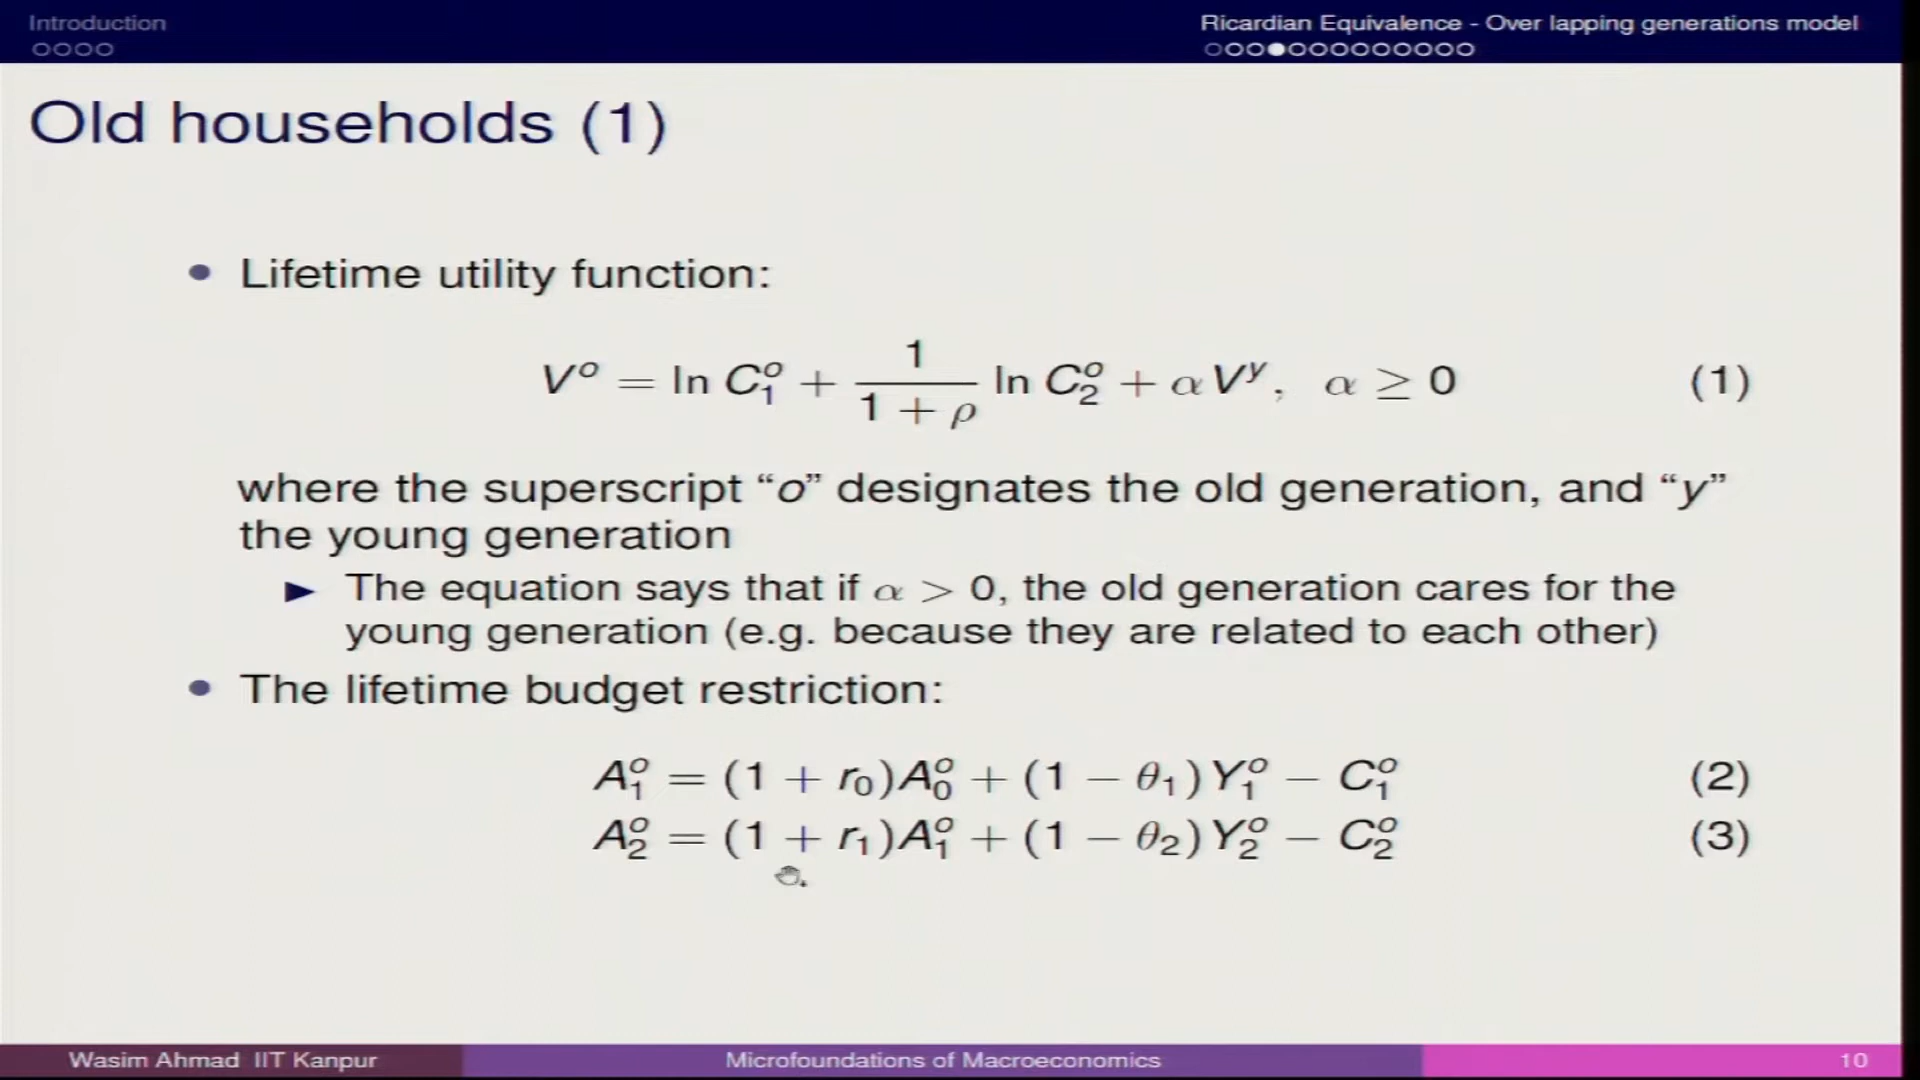 Introduction
Ricardian Equivalence - Over lapping generations model
Old households (1)
• Lifetime utility function:
V^o = ln C_1^o + \frac{1}{1 + ρ} ln C_2^o + α V^y, α ≥ 0 (1)
where the superscript “o” designates the old generation, and “y”
the young generation
► The equation says that if α > 0, the old generation cares for the
young generation (e.g. because they are related to each other)
• The lifetime budget restriction:
A_1^o = (1 + r_0)A_0^o + (1 − θ_1)Y_1^o − C_1^o (2)
A_2^o = (1 + r_1)A_1^o + (1 − θ_2)Y_2^o − C_2^o (3)
Wasim Ahmad IIT Kanpur
Microfoundations of Macroeconomics
10